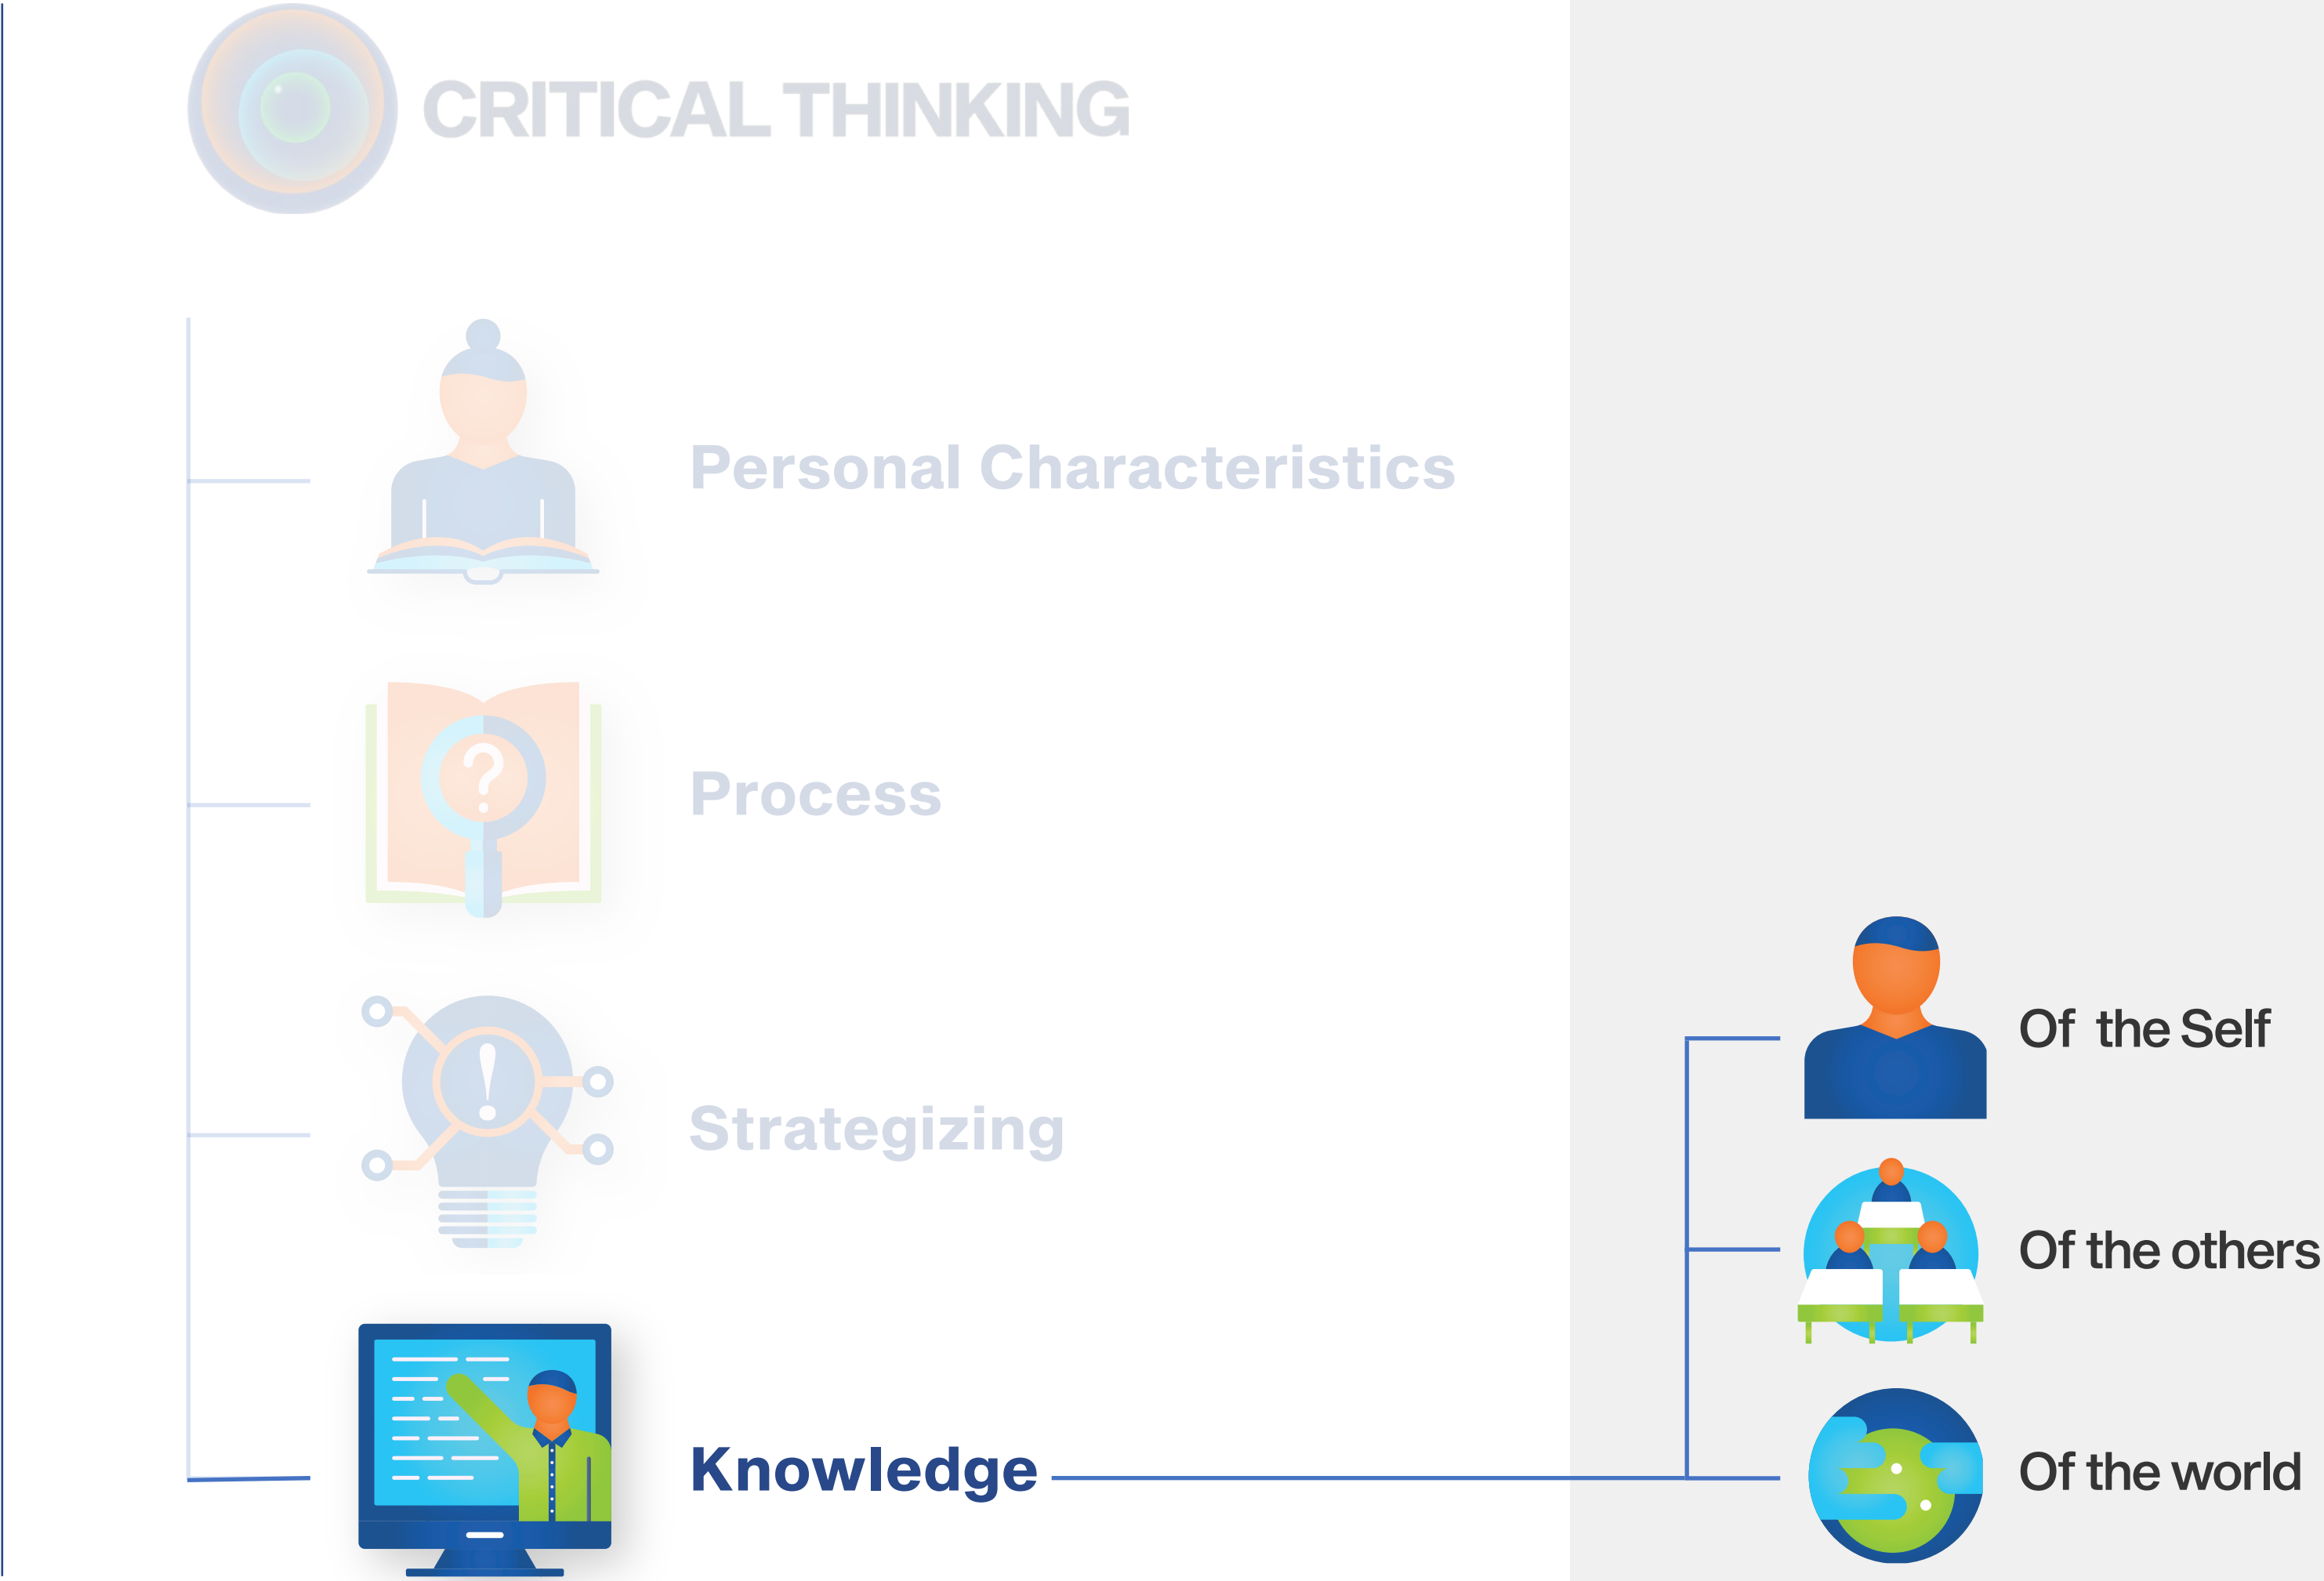 CRITICAL THINKING
Personal Characteristics
?
Process
!
Strategizing
Knowledge
Of the Self
Of the others
Of the world